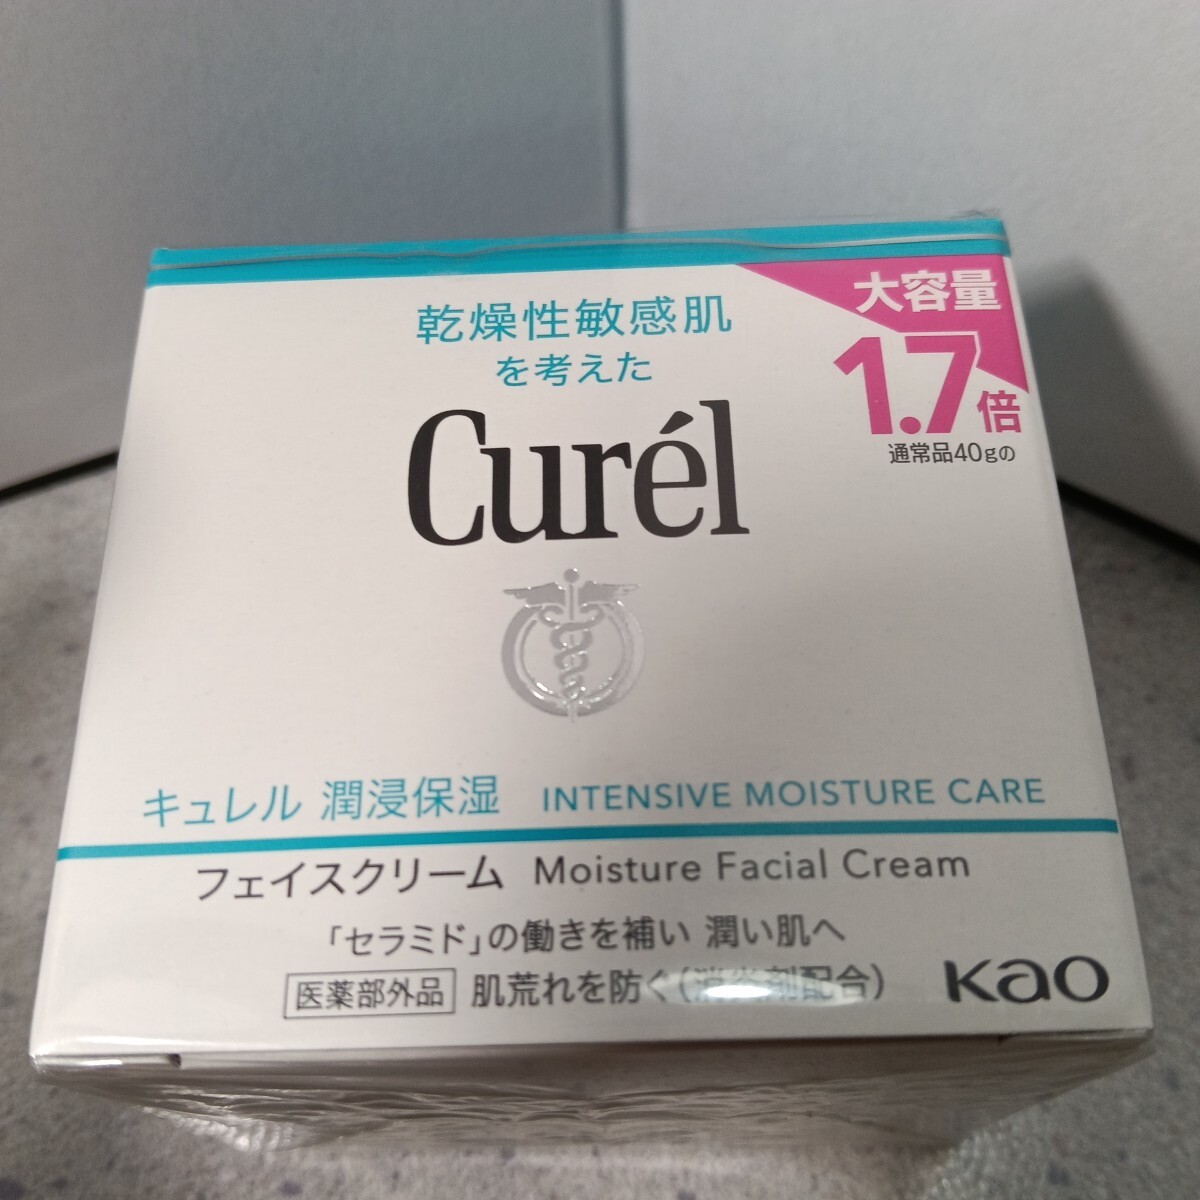 乾燥性敏感肌
を考えた
Curél
大容量
1.7倍
通常品40gの
キュレル 潤浸保湿 INTENSIVE MOISTURE CARE
フェイスクリーム Moisture Facial Cream
「セラミド」の働きを補い 潤い肌へ
医薬部外品 肌荒れを防ぐ(消炎剤配合)
Kao